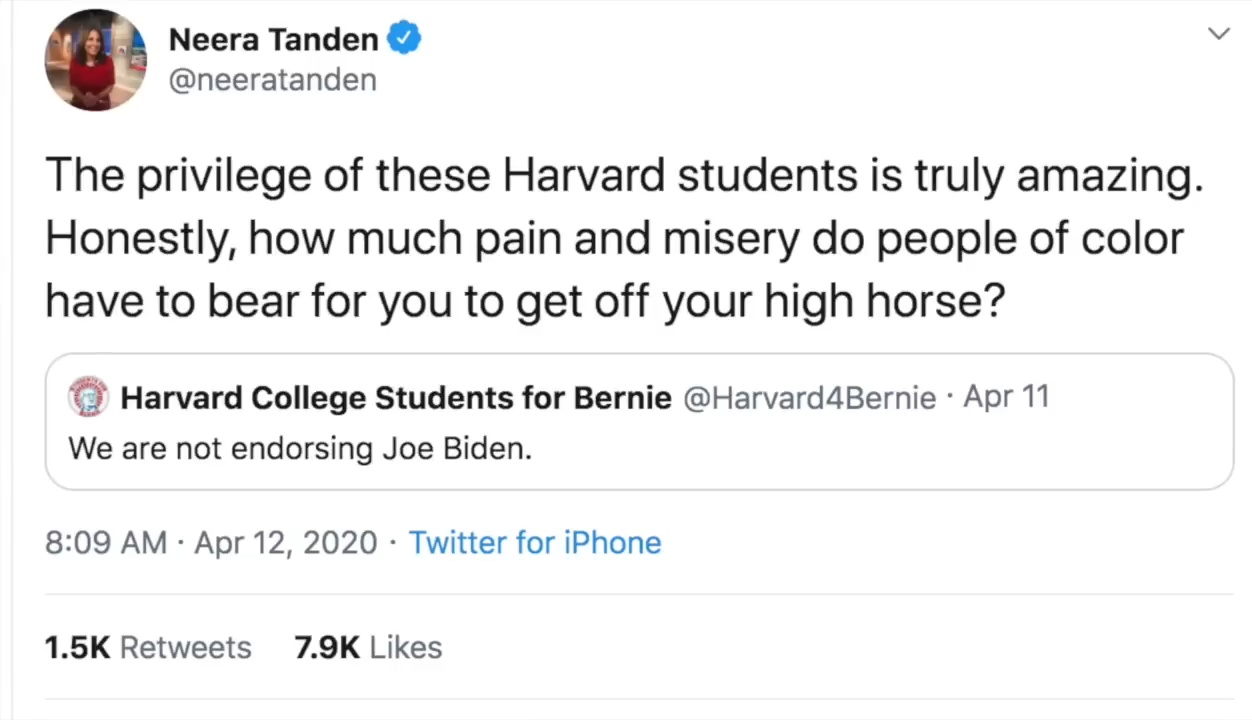 Neera Tanden
@neeratanden
The privilege of these Harvard students is truly amazing.
Honestly, how much pain and misery do people of color
have to bear for you to get off your high horse?
Harvard College Students for Bernie @Harvard4Bernie · Apr 11
We are not endorsing Joe Biden.
8:09 AM · Apr 12, 2020 · Twitter for iPhone
1.5K Retweets 7.9K Likes